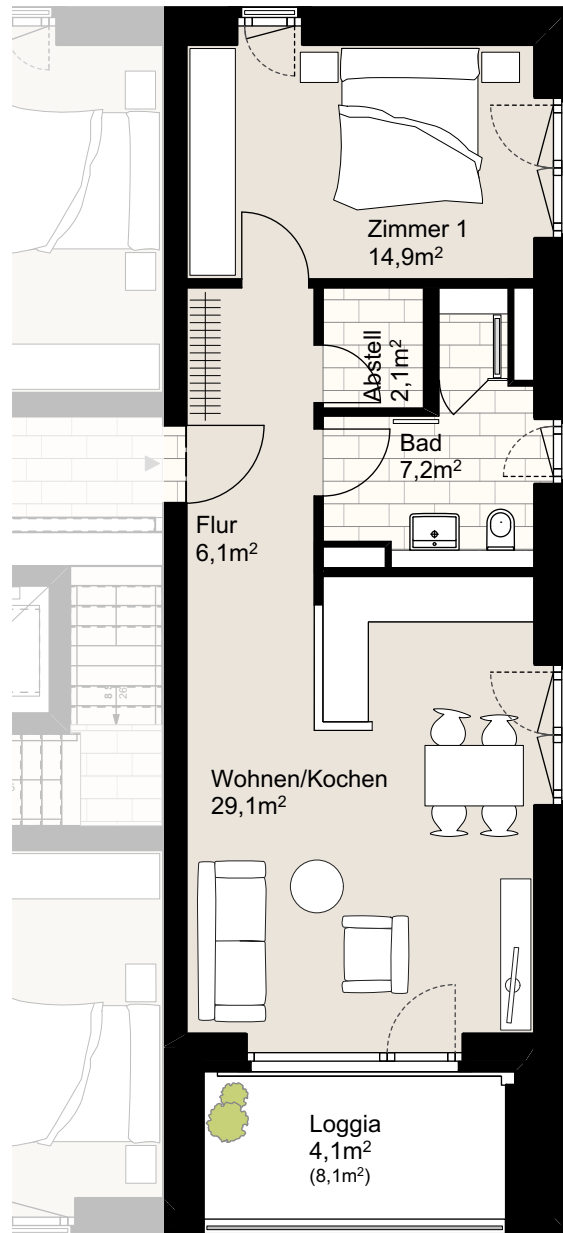 Zimmer 1
14,9m²
Abstell
2,1m²
Bad
7,2m²
Flur
6,1m²
Wohnen/Kochen
29,1m²
Loggia
4,1m²
(8,1m²)